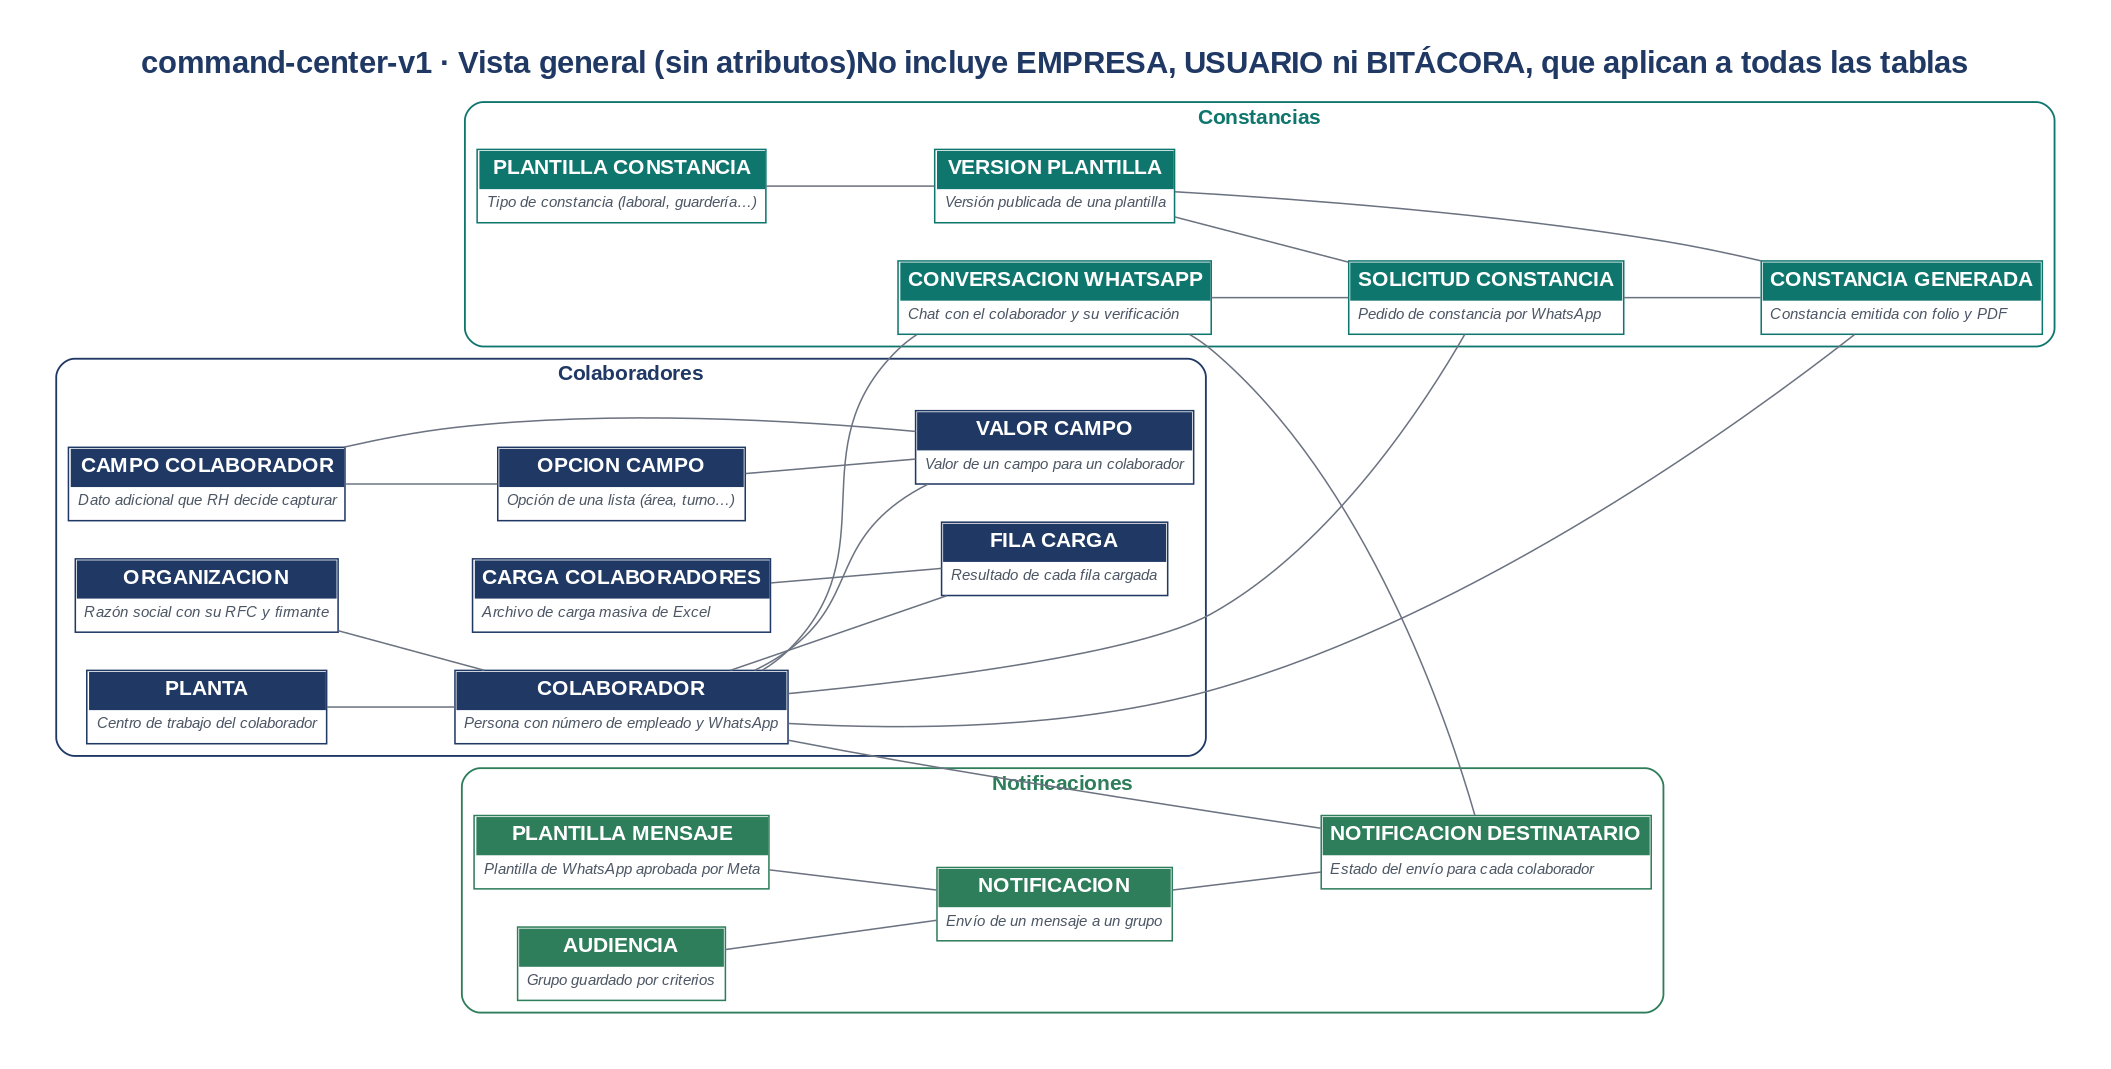 command-center-v1 · Vista general (sin atributos)No incluye EMPRESA, USUARIO ni BITÁCORA, que aplican a todas las tablas
Constancias
PLANTILLA CONSTANCIA
Tipo de constancia (laboral, guardería…)
VERSION PLANTILLA
Versión publicada de una plantilla
CONVERSACION WHATSAPP
Chat con el colaborador y su verificación
SOLICITUD CONSTANCIA
Pedido de constancia por WhatsApp
CONSTANCIA GENERADA
Constancia emitida con folio y PDF
Colaboradores
VALOR CAMPO
Valor de un campo para un colaborador
CAMPO COLABORADOR
Dato adicional que RH decide capturar
OPCION CAMPO
Opción de una lista (área, turno…)
FILA CARGA
Resultado de cada fila cargada
ORGANIZACION
Razón social con su RFC y firmante
CARGA COLABORADORES
Archivo de carga masiva de Excel
PLANTA
Centro de trabajo del colaborador
COLABORADOR
Persona con número de empleado y WhatsApp
Notificaciones
PLANTILLA MENSAJE
Plantilla de WhatsApp aprobada por Meta
NOTIFICACION DESTINATARIO
Estado del envío para cada colaborador
NOTIFICACION
Envío de un mensaje a un grupo
AUDIENCIA
Grupo guardado por criterios